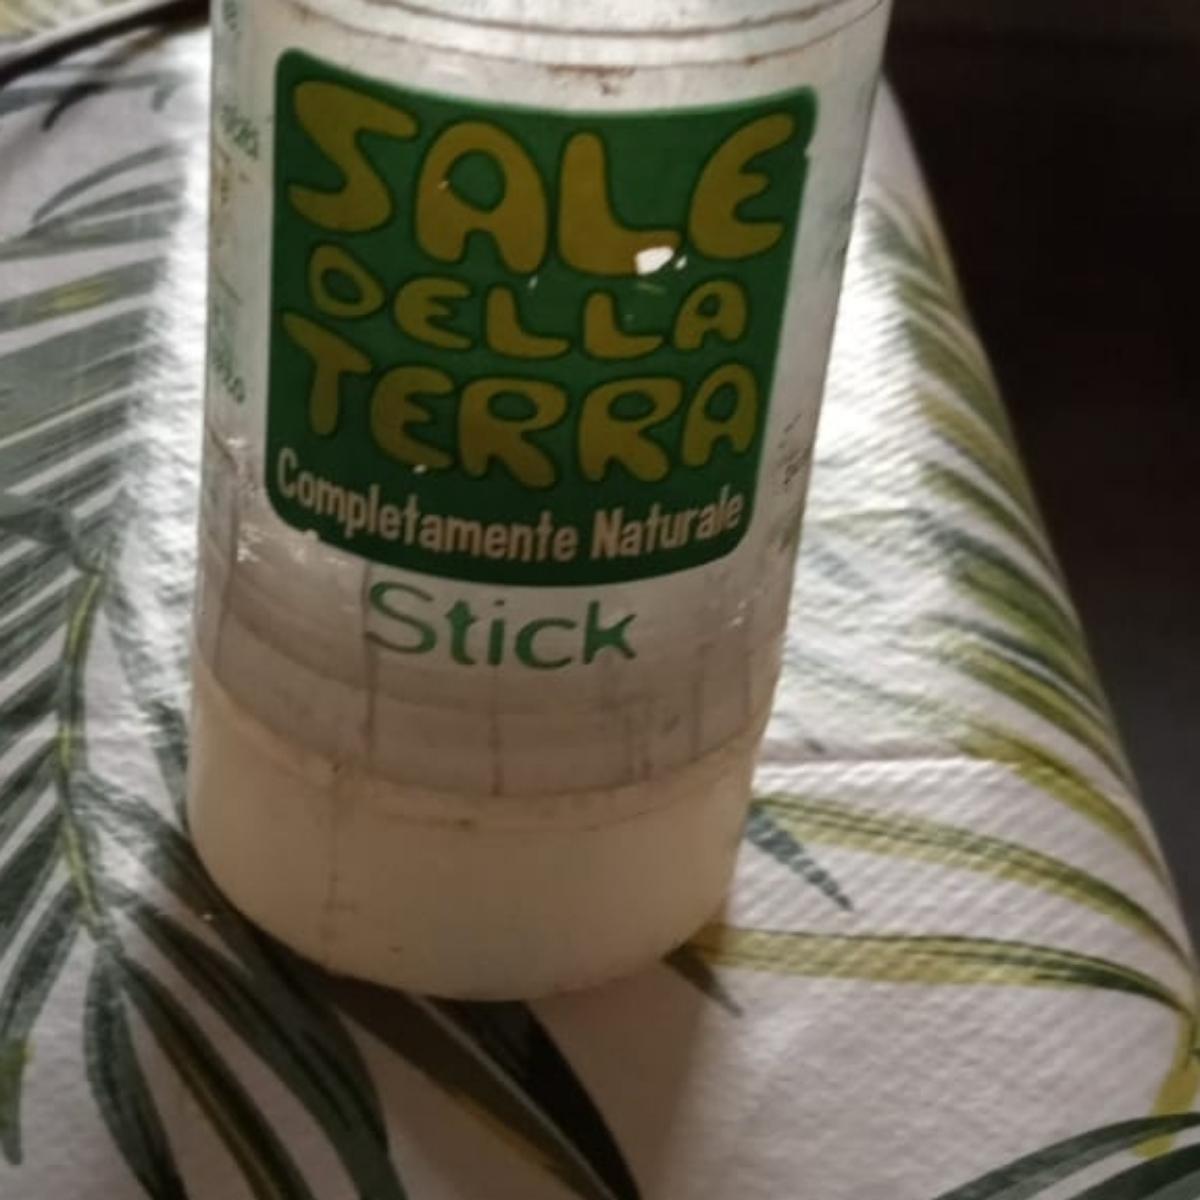 SALE
DELLA
TERRA
Completamente Naturale
Stick